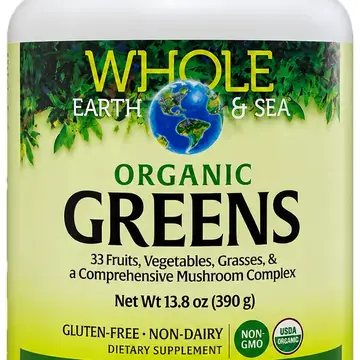 WHOLE
EARTH & SEA
ORGANIC
GREENS
33 Fruits, Vegetables, Grasses, &
a Comprehensive Mushroom Complex
Net Wt 13.8 oz (390 g)
GLUTEN-FREE • NON-DAIRY
DIETARY SUPPLEMENT
NON-
GMO
USDA
ORGANIC